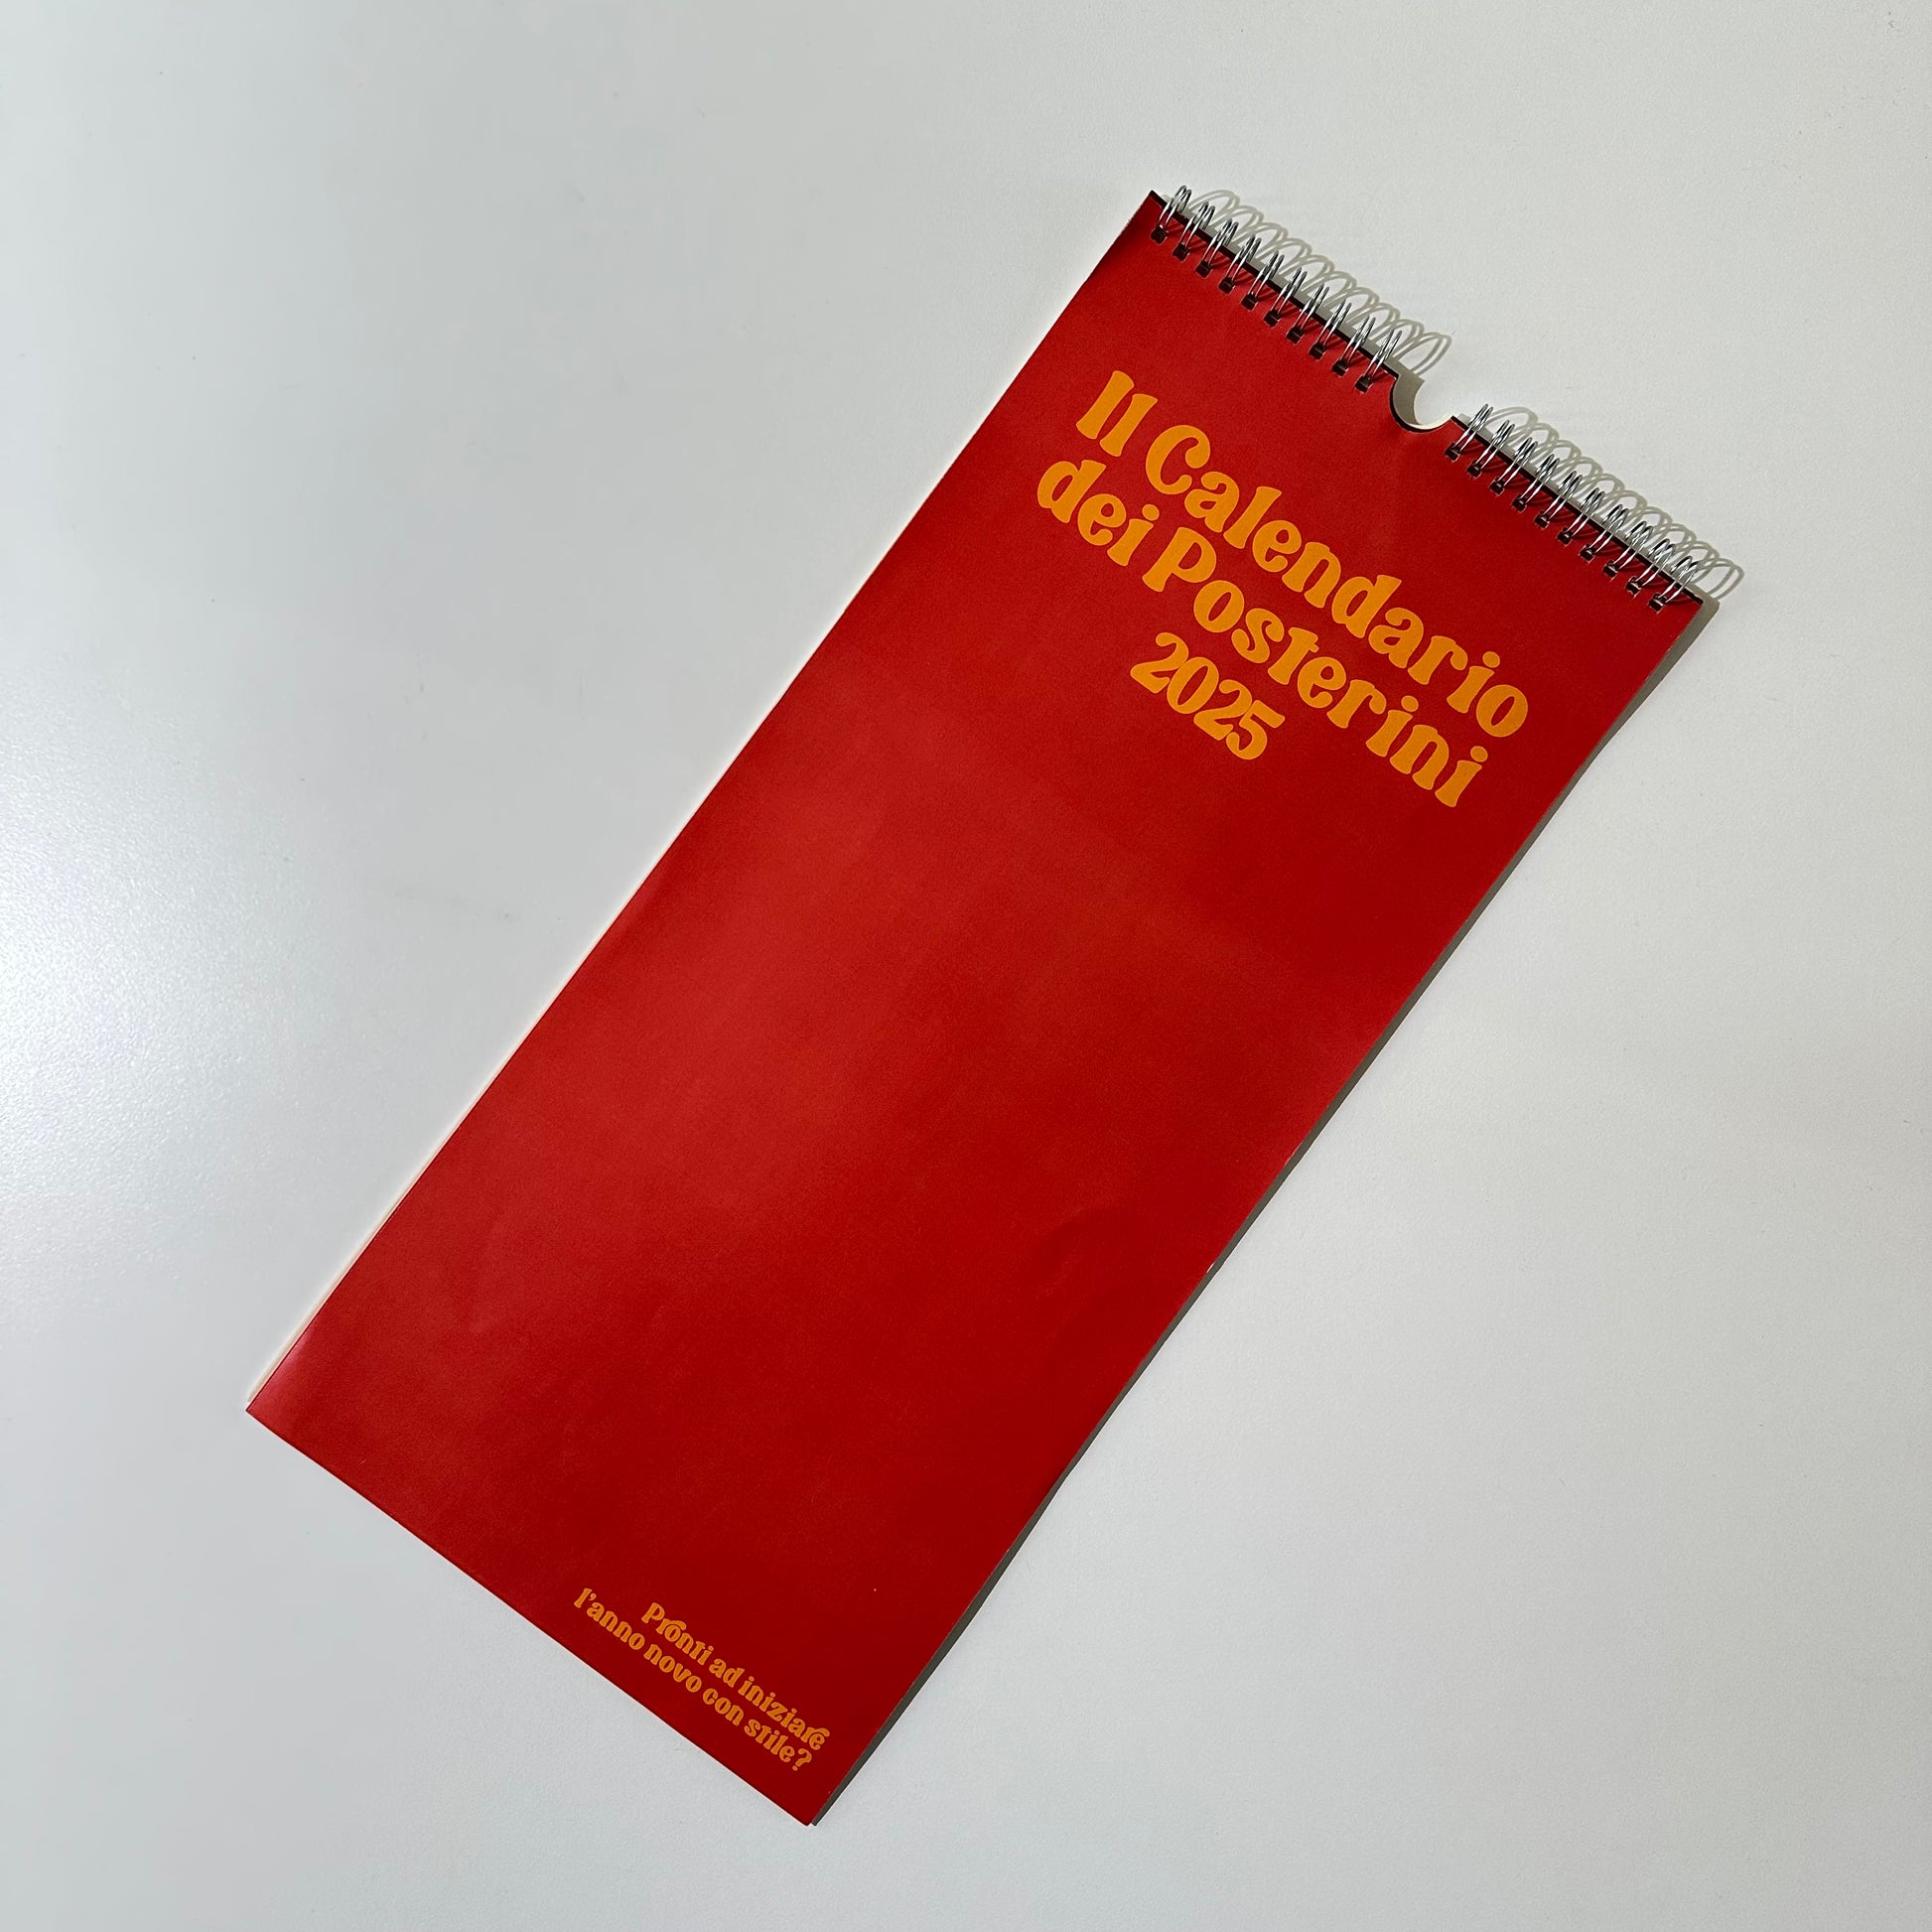 Il Calendario
dei Posterini
2025
Pronti ad iniziare
l'anno novo con stile?